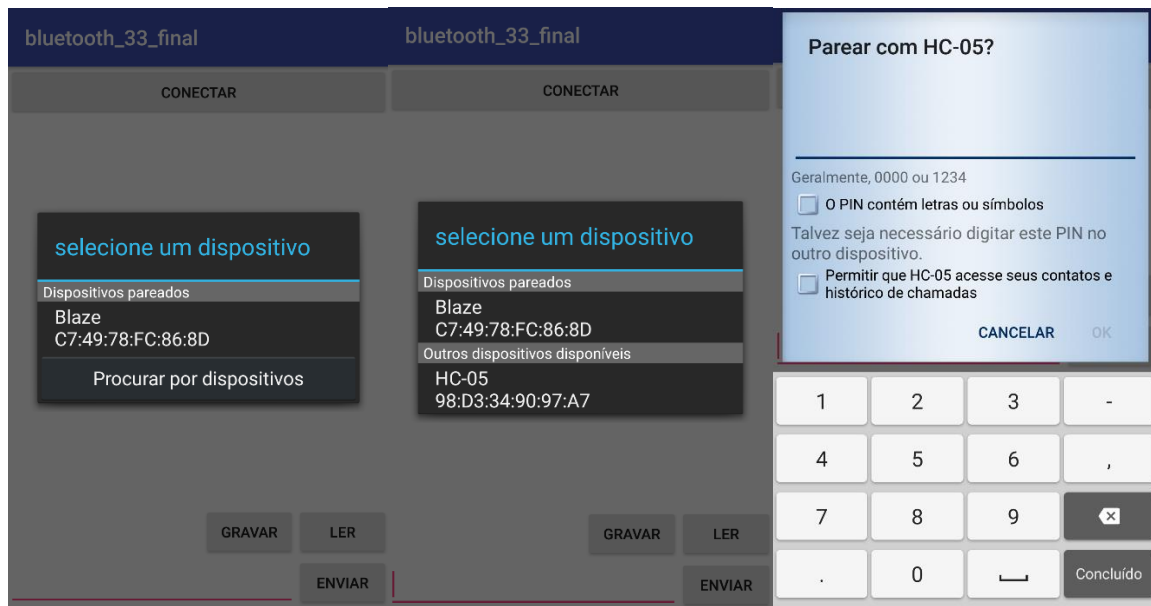 bluetooth_33_final
CONECTAR
selecione um dispositivo
Dispositivos pareados
Blaze
C7:49:78:FC:86:8D
Procurar por dispositivos
GRAVAR LER
ENVIAR
bluetooth_33_final
CONECTAR
selecione um dispositivo
Dispositivos pareados
Blaze
C7:49:78:FC:86:8D
Outros dispositivos disponíveis
HC-05
98:D3:34:90:97:A7
GRAVAR LER
ENVIAR
Parear com HC-05?
Geralmente, 0000 ou 1234
O PIN contém letras ou símbolos
Talvez seja necessário digitar este PIN no
outro dispositivo.
Permitir que HC-05 acesse seus contatos e
histórico de chamadas
CANCELAR OK
1 2 3 -
4 5 6 ,
7 8 9
. 0 Concluído